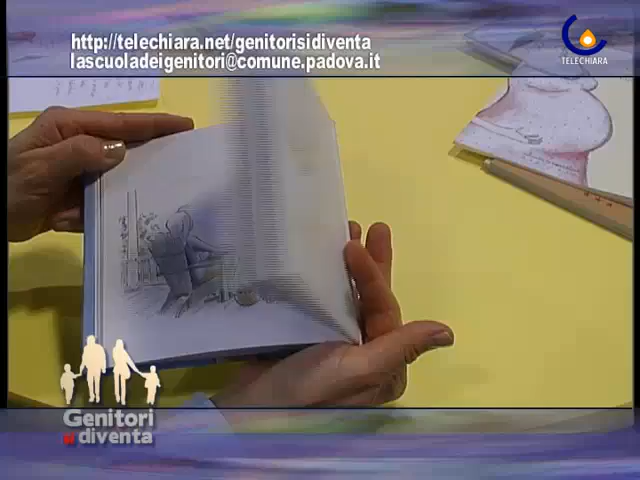 http://telechiara.net/genitorisidiventa
lascuoladeigenitori@comune.padova.it
TELECHIARA
Genitori
si diventa